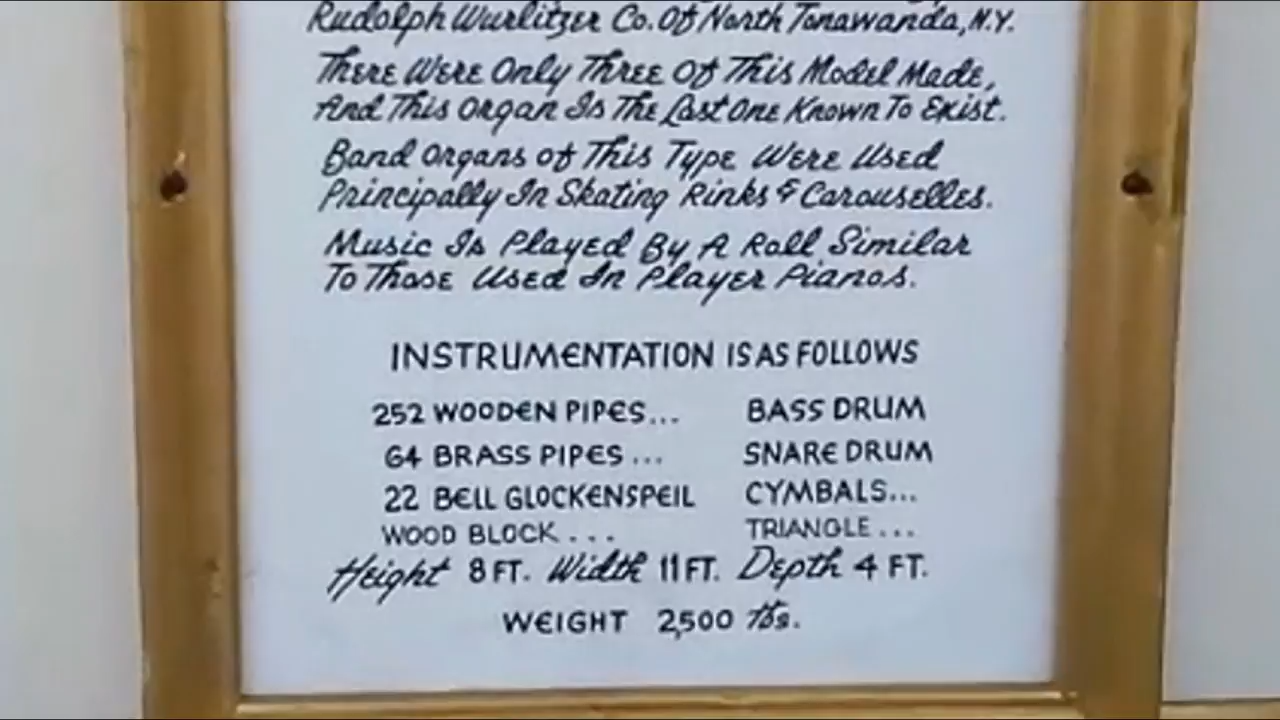 Rudolph Wurlitzer Co. Of North Tonawanda, N.Y.
There Were Only Three Of This Model Made,
And This Organ Is The Last One Known To Exist.
Band Organs of This Type Were Used
Principally In Skating Rinks & Carouselles.
Music Is Played By A Roll Similar
To Those Used In Player Pianos.
INSTRUMENTATION IS AS FOLLOWS
252 WOODEN PIPES... BASS DRUM
64 BRASS PIPES... SNARE DRUM
22 BELL GLOCKENSPEIL CYMBALS...
WOOD BLOCK.... TRIANGLE...
Height 8 FT. Width 11 FT. Depth 4 FT.
WEIGHT 2,500 lbs.